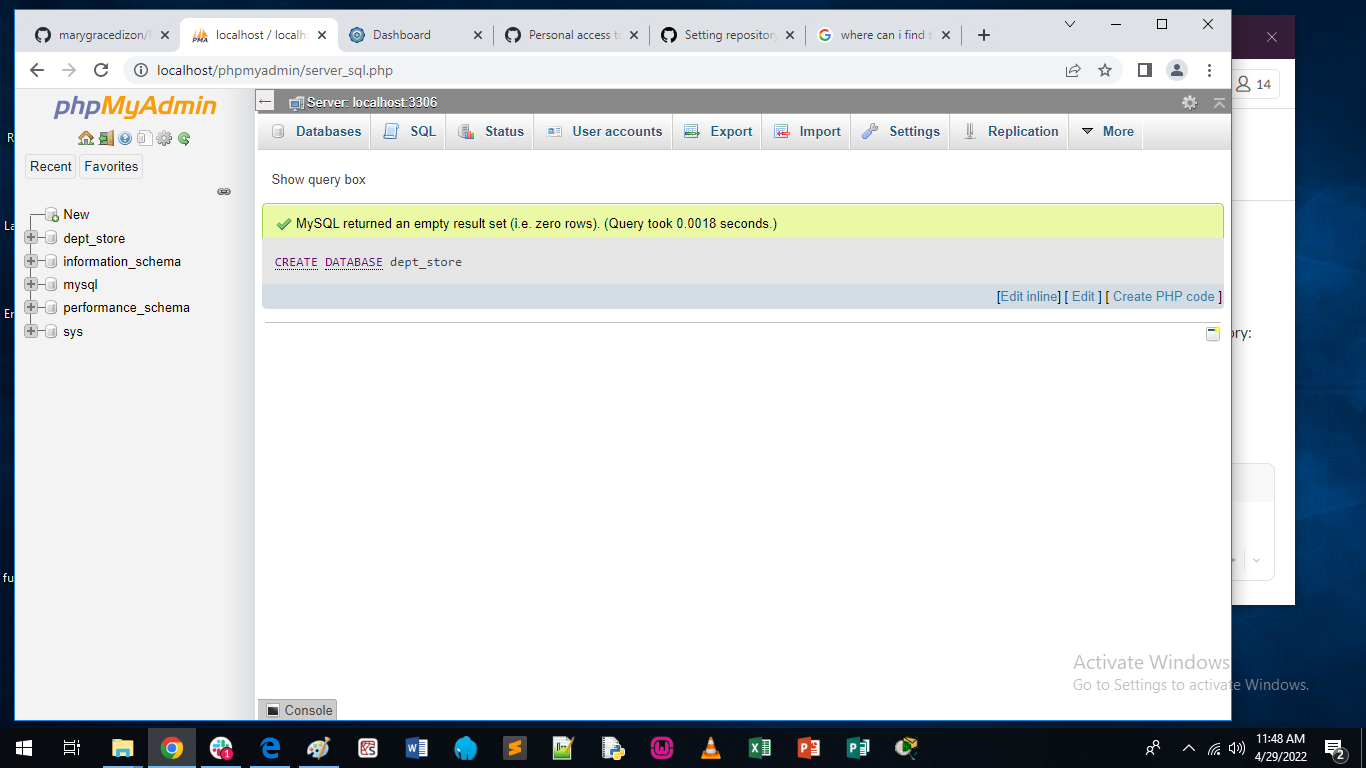 marygracedizon/
localhost / localh
Dashboard
Personal access t
Setting repository
where can i find
localhost/phpmyadmin/server_sql.php
14
phpMyAdmin
Server: localhost:3306
Databases
SQL
Status
User accounts
Export
Import
Settings
Replication
More
Recent
Favorites
Show query box
New
dept_store
information_schema
mysql
performance_schema
sys
MySQL returned an empty result set (i.e. zero rows). (Query took 0.0018 seconds.)
CREATE DATABASE dept_store
[Edit inline] [ Edit ] [ Create PHP code ]
ory:
Activate Windows
Go to Settings to activate Windows.
Console
11:48 AM
4/29/2022
2
1